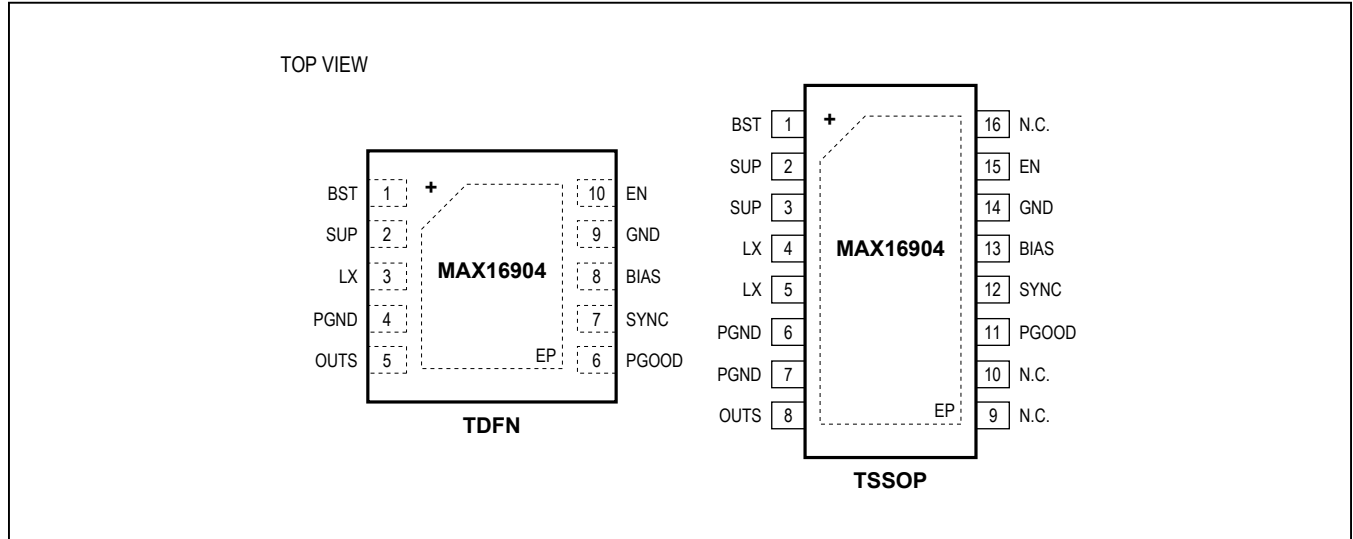 TOP VIEW
BST 1 + 10 EN
SUP 2 9 GND
LX 3 MAX16904 8 BIAS
PGND 4 7 SYNC
OUTS 5 EP 6 PGOOD
TDFN
BST 1 + 16 N.C.
SUP 2 15 EN
SUP 3 14 GND
LX 4 MAX16904 13 BIAS
LX 5 12 SYNC
PGND 6 11 PGOOD
PGND 7 10 N.C.
OUTS 8 EP 9 N.C.
TSSOP